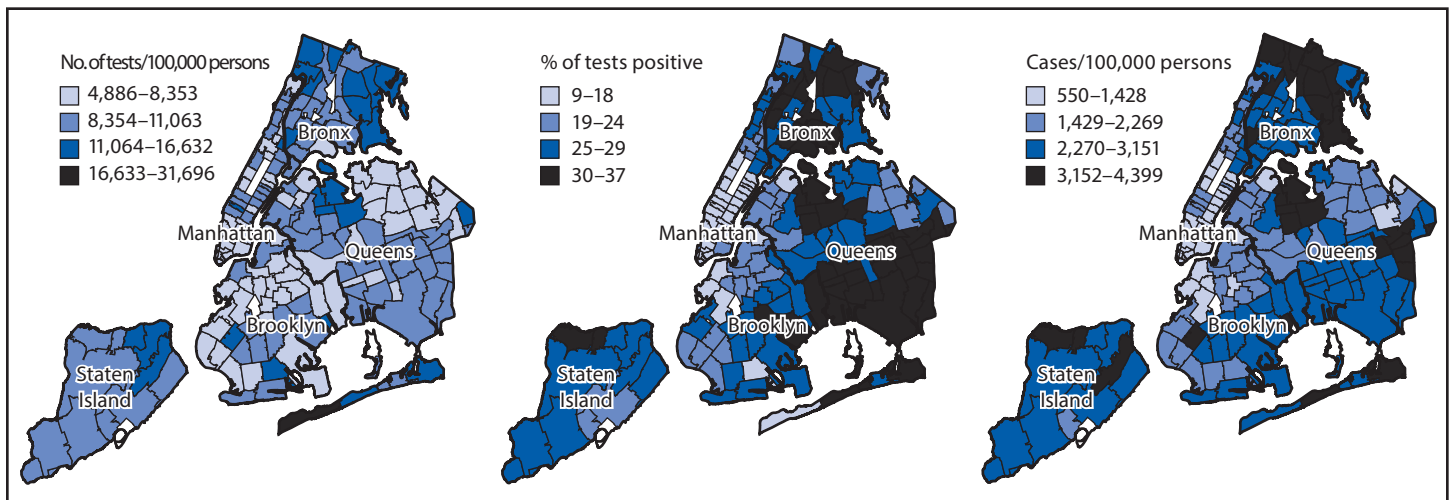 No. of tests/100,000 persons
4,886–8,353
8,354–11,063
11,064–16,632
16,633–31,696
Bronx
Manhattan
Queens
Brooklyn
Staten
Island
% of tests positive
9–18
19–24
25–29
30–37
Bronx
Manhattan
Queens
Brooklyn
Staten
Island
Cases/100,000 persons
550–1,428
1,429–2,269
2,270–3,151
3,152–4,399
Bronx
Manhattan
Queens
Brooklyn
Staten
Island